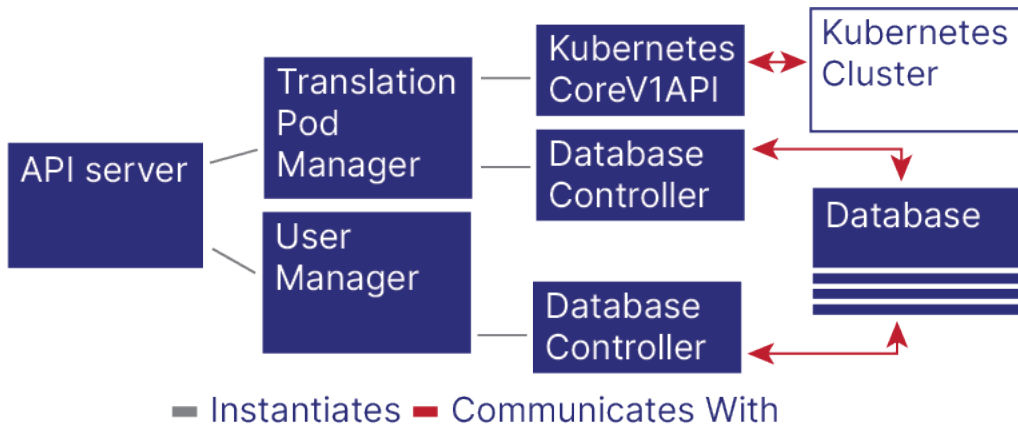 API server
Translation
Pod
Manager
User
Manager
Kubernetes
CoreV1API
Database
Controller
Database
Controller
Kubernetes
Cluster
Database
Instantiates
Communicates With